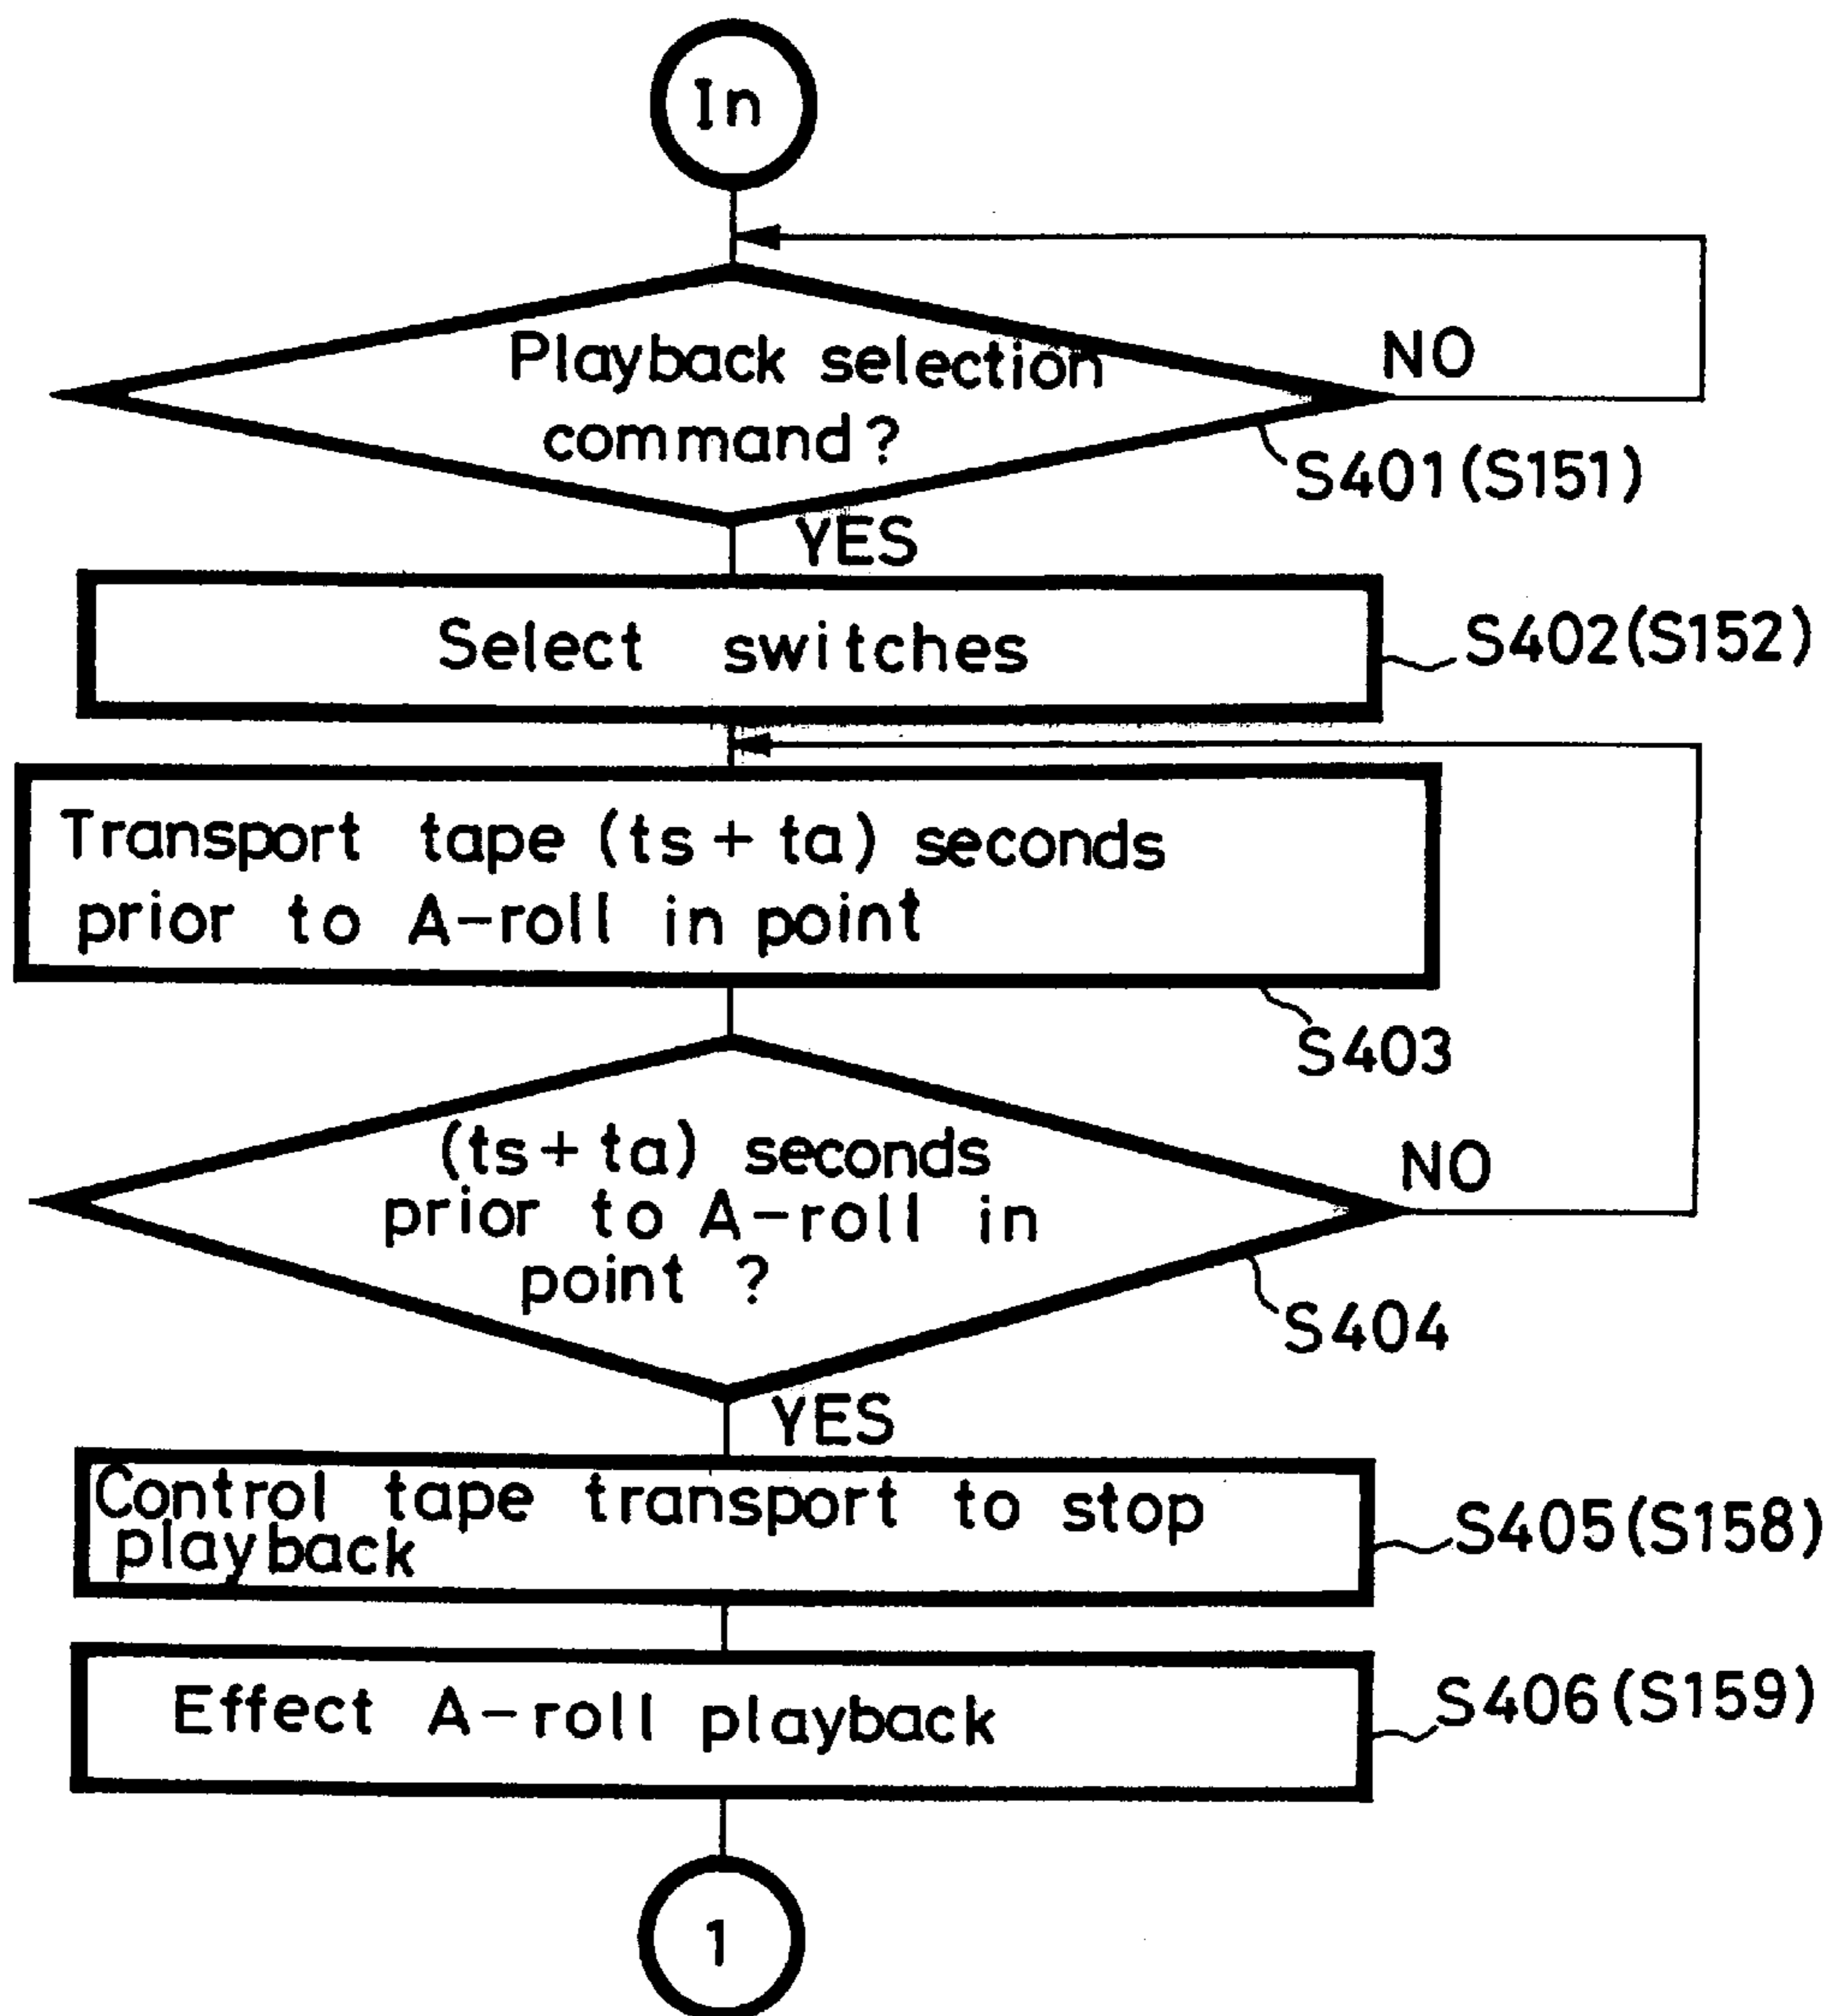 In
Playback selection
command?
NO
S401(S151)
YES
Select switches
S402(S152)
Transport tape (ts + ta) seconds
prior to A-roll in point
S403
(ts + ta) seconds
prior to A-roll in
point ?
NO
S404
YES
Control tape transport to stop
playback
S405(S158)
Effect A-roll playback
S406(S159)
1